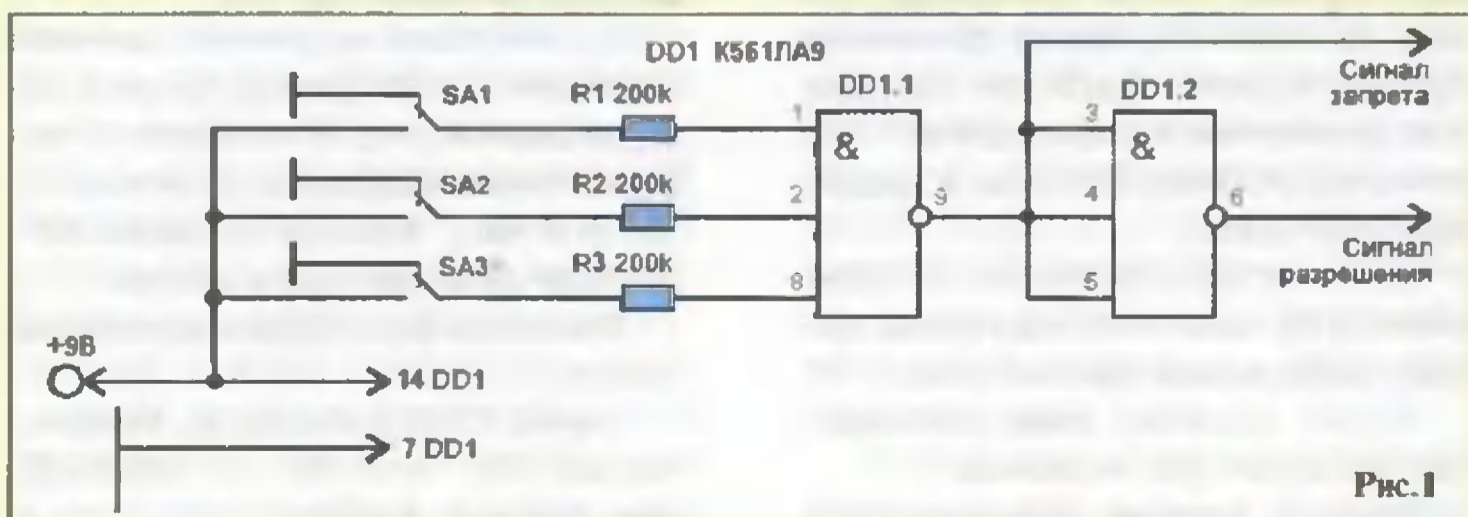 DD1 К561ЛА9
SA1
R1 200k
1
DD1.1
&
SA2
R2 200k
2
9
SA3
R3 200k
8
3
DD1.2
&
4
5
6
Сигнал
запрета
Сигнал
разрешения
+9В
14 DD1
7 DD1
Рис.1